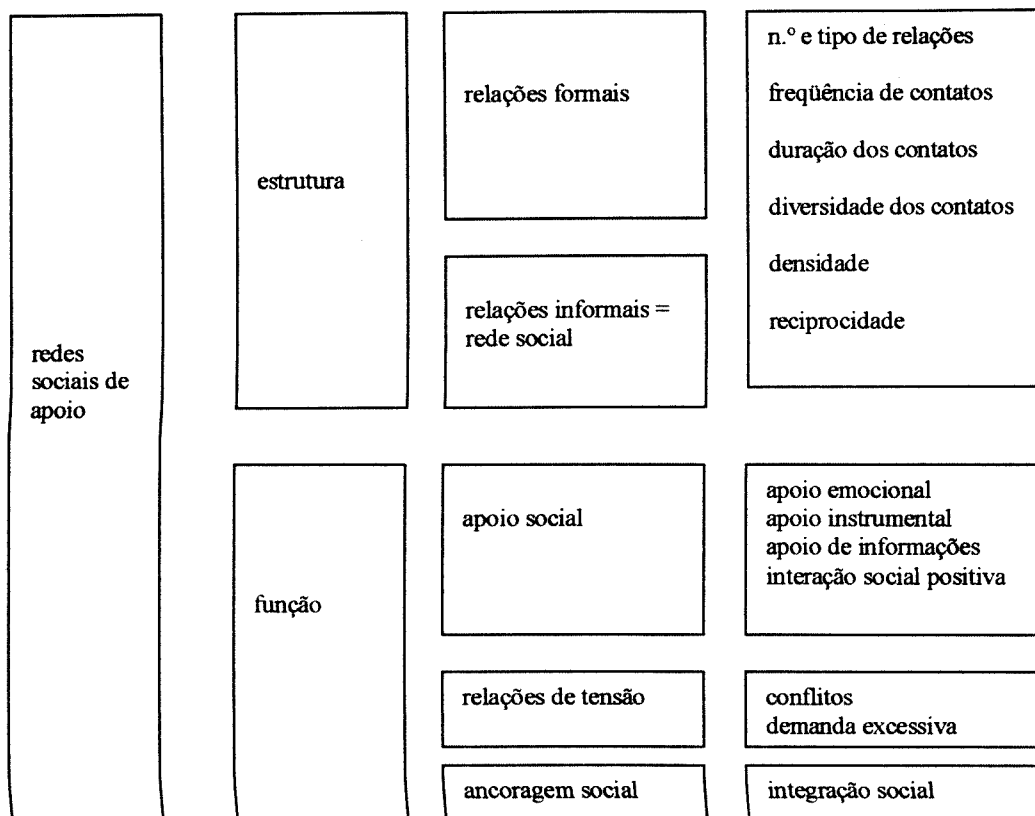 redes
sociais de
apoio
estrutura
relações formais
relações informais =
rede social
n.º e tipo de relações
freqüência de contatos
duração dos contatos
diversidade dos contatos
densidade
reciprocidade
função
apoio social
apoio emocional
apoio instrumental
apoio de informações
interação social positiva
relações de tensão
conflitos
demanda excessiva
ancoragem social
integração social